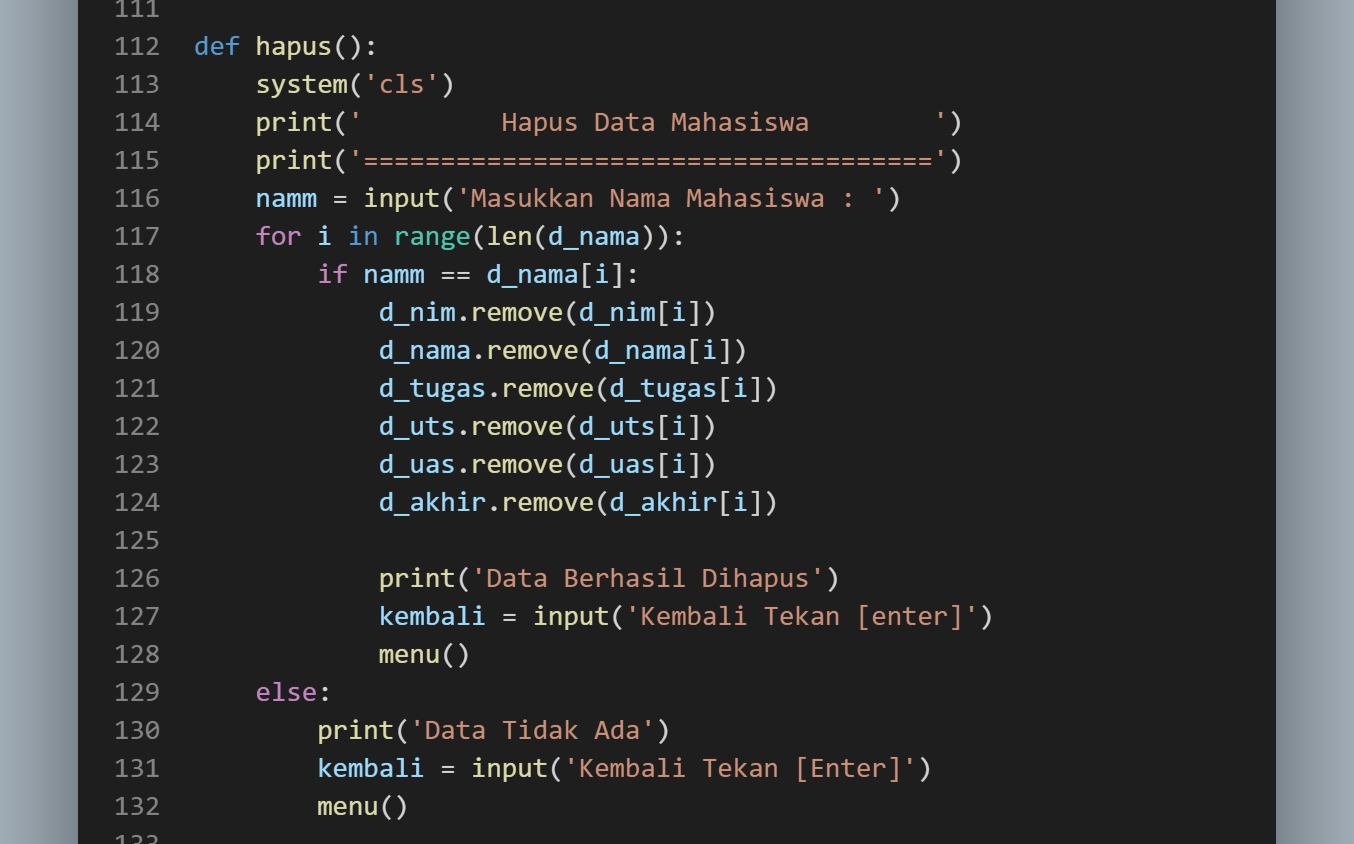 111
112 def hapus():
113     system('cls')
114     print('         Hapus Data Mahasiswa        ')
115     print('=====================================')
116     namm = input('Masukkan Nama Mahasiswa : ')
117     for i in range(len(d_nama)):
118         if namm == d_nama[i]:
119             d_nim.remove(d_nim[i])
120             d_nama.remove(d_nama[i])
121             d_tugas.remove(d_tugas[i])
122             d_uts.remove(d_uts[i])
123             d_uas.remove(d_uas[i])
124             d_akhir.remove(d_akhir[i])
125
126             print('Data Berhasil Dihapus')
127             kembali = input('Kembali Tekan [enter]')
128             menu()
129     else:
130         print('Data Tidak Ada')
131         kembali = input('Kembali Tekan [Enter]')
132         menu()
133